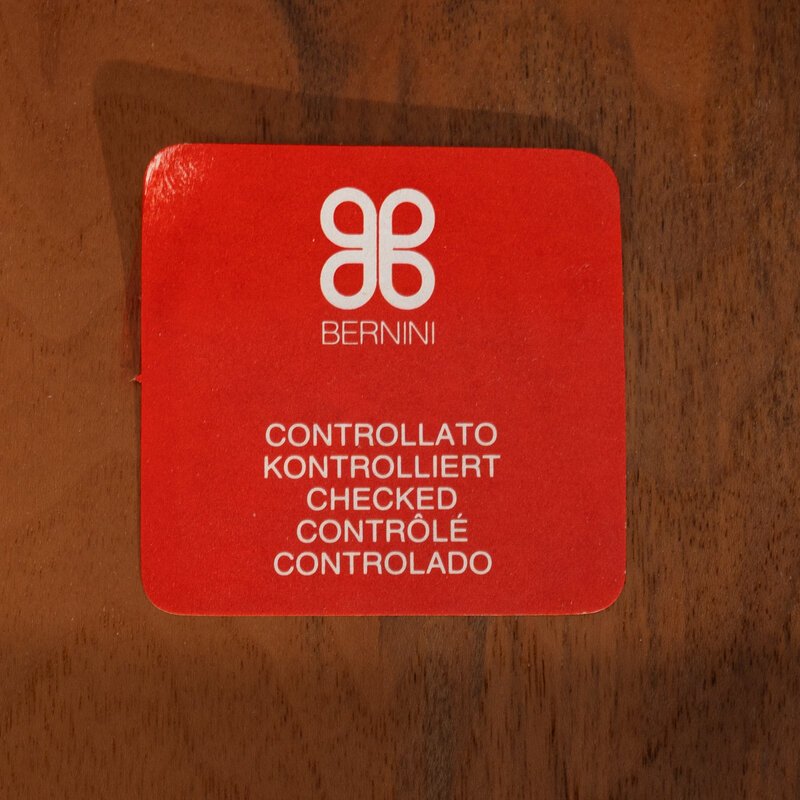 BERNINI
CONTROLLATO
KONTROLLIERT
CHECKED
CONTRÔLÉ
CONTROLADO